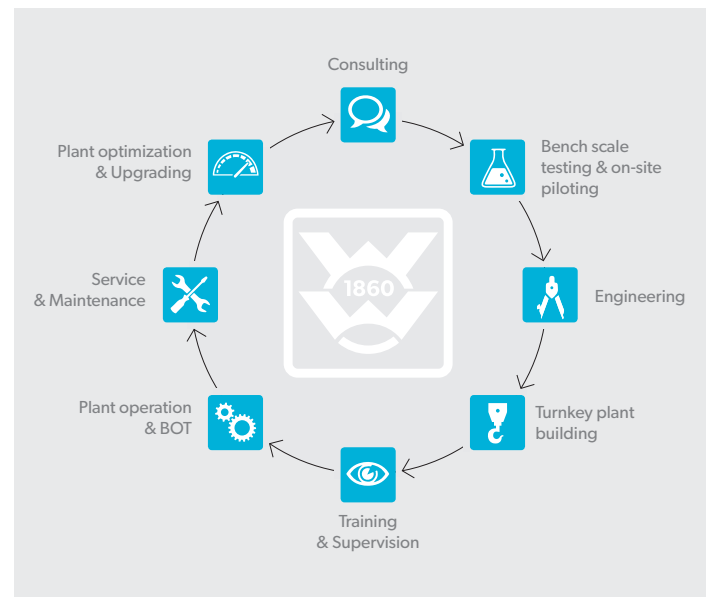 Consulting
Bench scale
testing & on-site
piloting
Engineering
Turnkey plant
building
Training
& Supervision
Plant operation
& BOT
Service
& Maintenance
Plant optimization
& Upgrading
1860